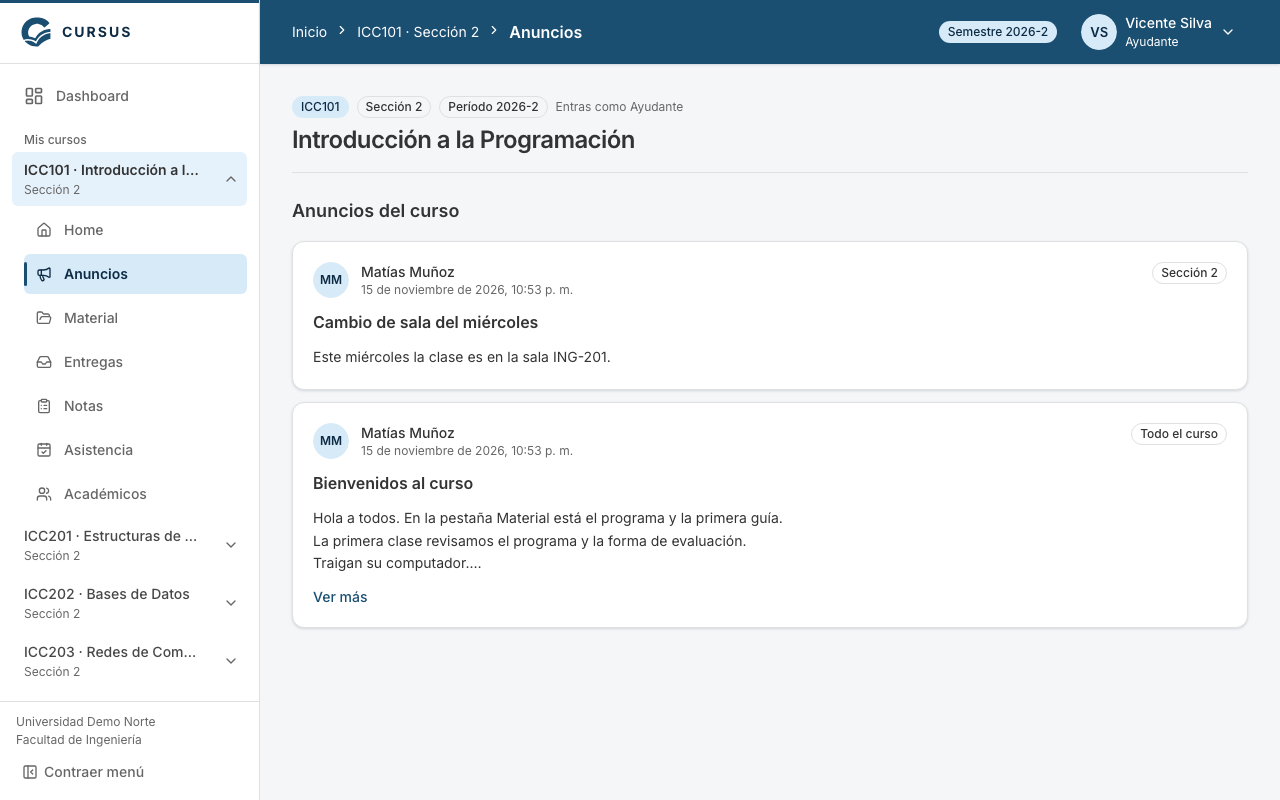 CURSUS
Inicio > ICC101 · Sección 2 > Anuncios
Semestre 2026-2
VS
Vicente Silva
Ayudante
Dashboard
Mis cursos
ICC101 · Introducción a l...
Sección 2
Home
Anuncios
Material
Entregas
Notas
Asistencia
Académicos
ICC201 · Estructuras de ...
Sección 2
ICC202 · Bases de Datos
Sección 2
ICC203 · Redes de Com...
Sección 2
Universidad Demo Norte
Facultad de Ingeniería
Contraer menú
ICC101 Sección 2 Período 2026-2 Entras como Ayudante
Introducción a la Programación
Anuncios del curso
MM
Matías Muñoz
15 de noviembre de 2026, 10:53 p. m.
Sección 2
Cambio de sala del miércoles
Este miércoles la clase es en la sala ING-201.
MM
Matías Muñoz
15 de noviembre de 2026, 10:53 p. m.
Todo el curso
Bienvenidos al curso
Hola a todos. En la pestaña Material está el programa y la primera guía.
La primera clase revisamos el programa y la forma de evaluación.
Traigan su computador....
Ver más